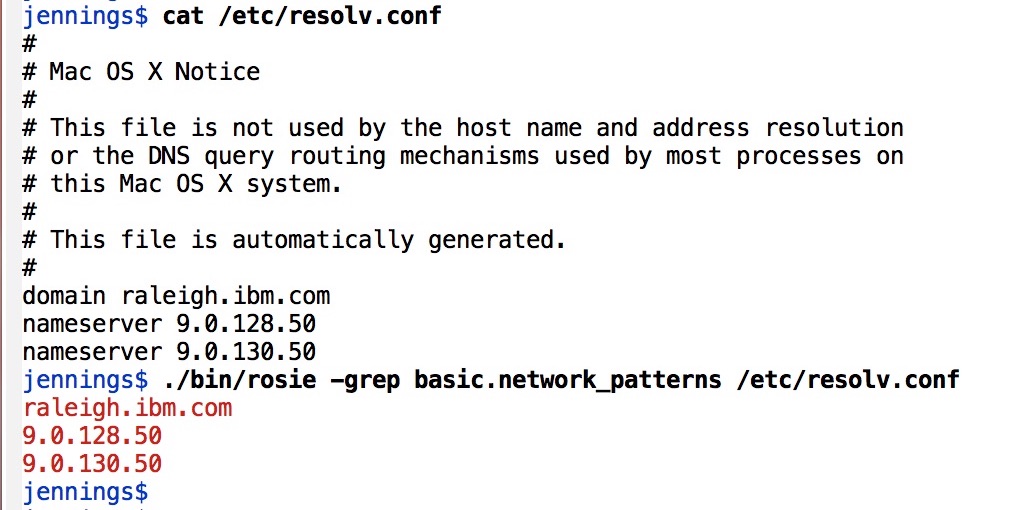 jennings$ cat /etc/resolv.conf
#
# Mac OS X Notice
#
# This file is not used by the host name and address resolution
# or the DNS query routing mechanisms used by most processes on
# this Mac OS X system.
#
# This file is automatically generated.
#
domain raleigh.ibm.com
nameserver 9.0.128.50
nameserver 9.0.130.50
jennings$ ./bin/rosie -grep basic.network_patterns /etc/resolv.conf
raleigh.ibm.com
9.0.128.50
9.0.130.50
jennings$